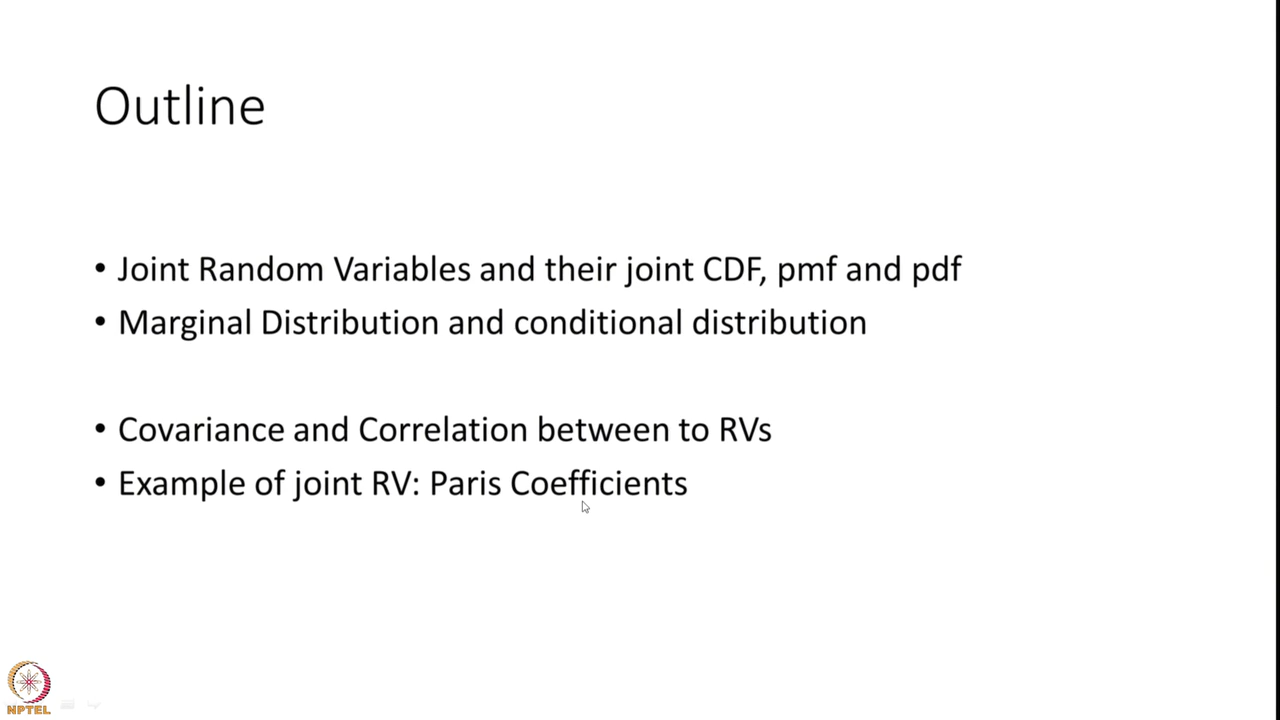 Outline
• Joint Random Variables and their joint CDF, pmf and pdf
• Marginal Distribution and conditional distribution
• Covariance and Correlation between to RVs
• Example of joint RV: Paris Coefficients
NPTEL